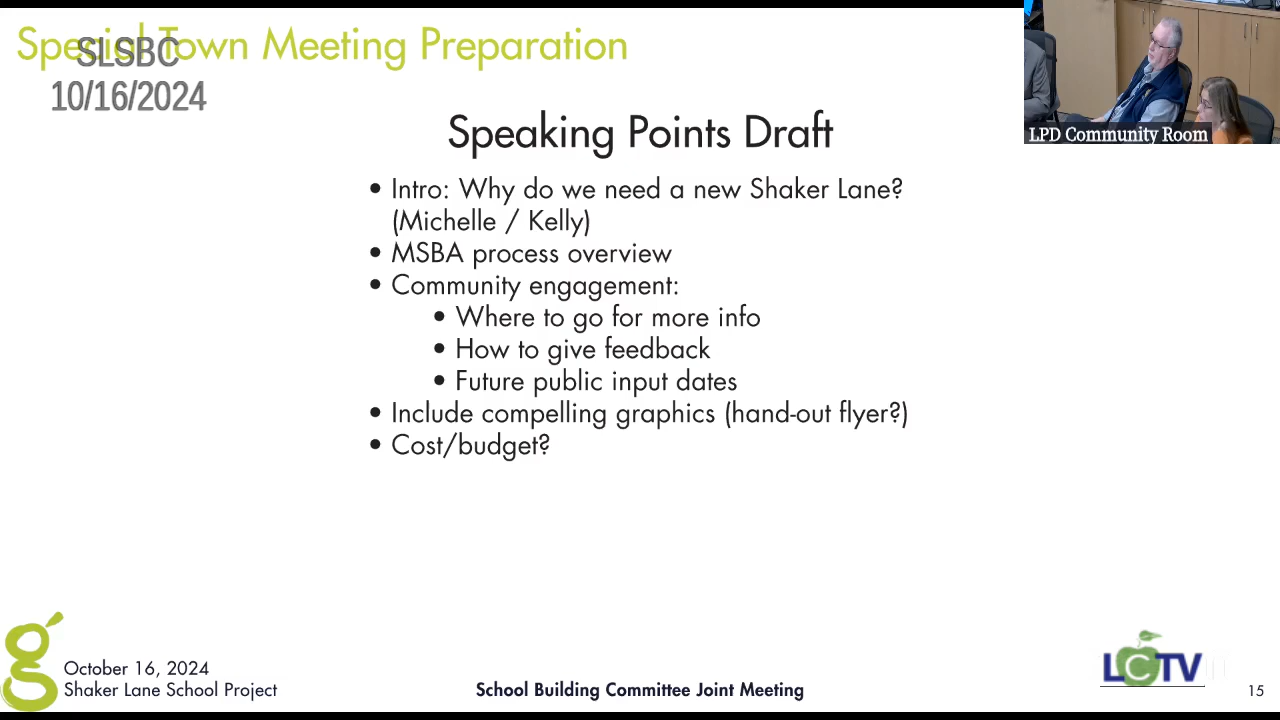 Special Town Meeting Preparation
SLSBC
10/16/2024
LPD Community Room
Speaking Points Draft
• Intro: Why do we need a new Shaker Lane?
(Michelle / Kelly)
• MSBA process overview
• Community engagement:
• Where to go for more info
• How to give feedback
• Future public input dates
• Include compelling graphics (hand-out flyer?)
• Cost/budget?
g
October 16, 2024
Shaker Lane School Project
School Building Committee Joint Meeting
LCTV
15